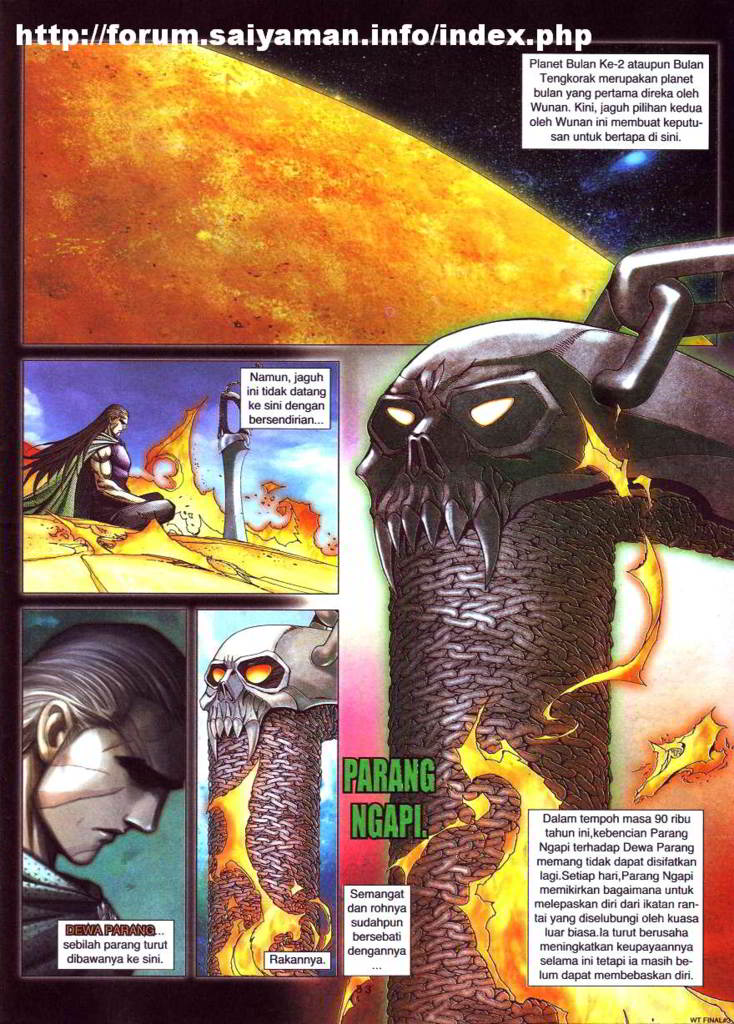 http://forum.saiyaman.info/index.php
Planet Bulan Ke-2 ataupun Bulan
Tengkorak merupakan planet
bulan yang pertama direka oleh
Wunan. Kini, jaguh pilihan kedua
oleh Wunan ini membuat keputu-
san untuk bertapa di sini.
Namun, jaguh
ini tidak datang
ke sini dengan
bersendirian...
DEWA PARANG...
sebilah parang turut
dibawanya ke sini.
Rakannya.
PARANG
NGAPI.
Semangat
dan rohnya
sudahpun
bersebati
dengannya
...
Dalam tempoh masa 90 ribu
tahun ini,kebencian Parang
Ngapi terhadap Dewa Parang
memang tidak dapat disifatkan
lagi.Setiap hari,Parang Ngapi
memikirkan bagaimana untuk
melepaskan diri dari ikatan ran-
tai yang diselubungi oleh kuasa
luar biasa.Ia turut berusaha
meningkatkan keupayaannya
selama ini tetapi ia masih be-
lum dapat membebaskan diri.
33